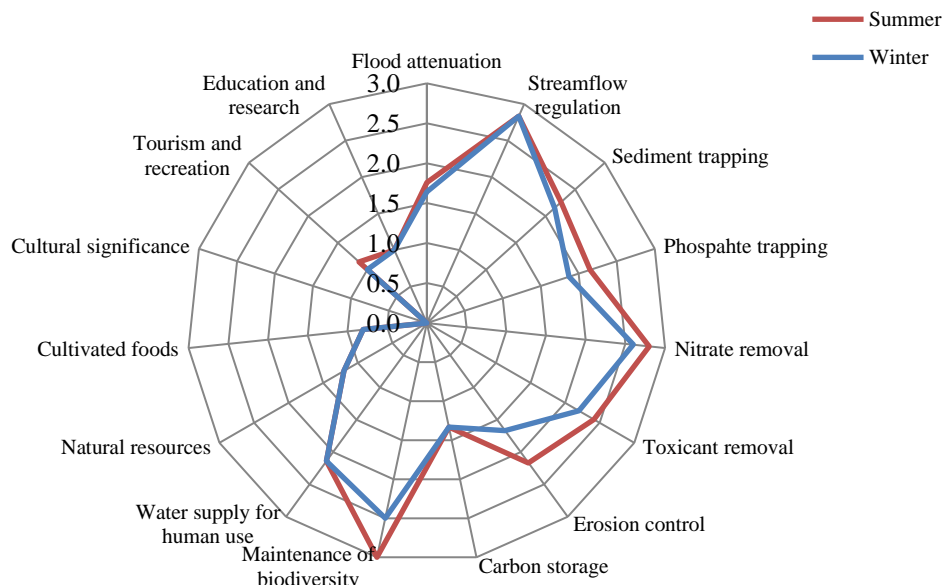 Summer
Winter
Flood attenuation
Streamflow
regulation
Sediment trapping
Phospahte trapping
Nitrate removal
Toxicant removal
Erosion control
Carbon storage
Maintenance of
biodiversity
Water supply for
human use
Natural resources
Cultivated foods
Cultural significance
Tourism and
recreation
Education and
research
3.0
2.5
2.0
1.5
1.0
0.5
0.0